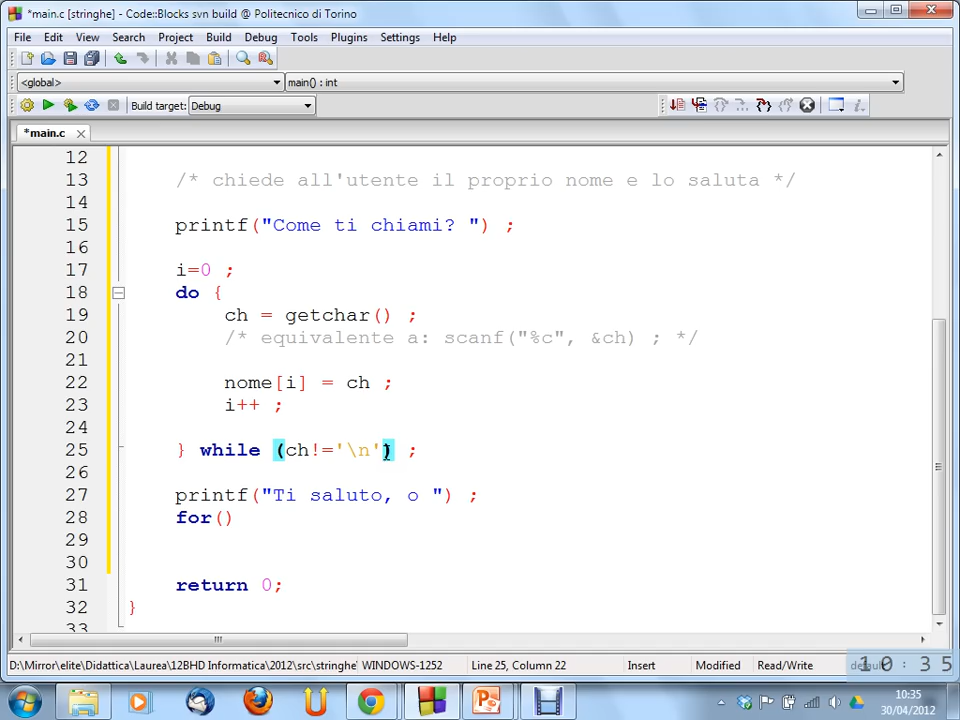 *main.c [stringhe] - Code::Blocks svn build @ Politecnico di Torino
File Edit View Search Project Build Debug Tools Plugins Settings Help
<global> main() : int
Build target: Debug
*main.c
12
13 /* chiede all'utente il proprio nome e lo saluta */
14
15 printf("Come ti chiami? ") ;
16
17 i=0 ;
18 do {
19 ch = getchar() ;
20 /* equivalente a: scanf("%c", &ch) ; */
21
22 nome[i] = ch ;
23 i++ ;
24
25 } while (ch!='\n') ;
26
27 printf("Ti saluto, o ") ;
28 for()
29
30
31 return 0;
32 }
33
D:\Mirror\elite\Didattica\Laurea\12BHD Informatica\2012\src\stringhe WINDOWS-1252 Line 25, Column 22 Insert Modified Read/Write default
10:35
10:35
30/04/2012